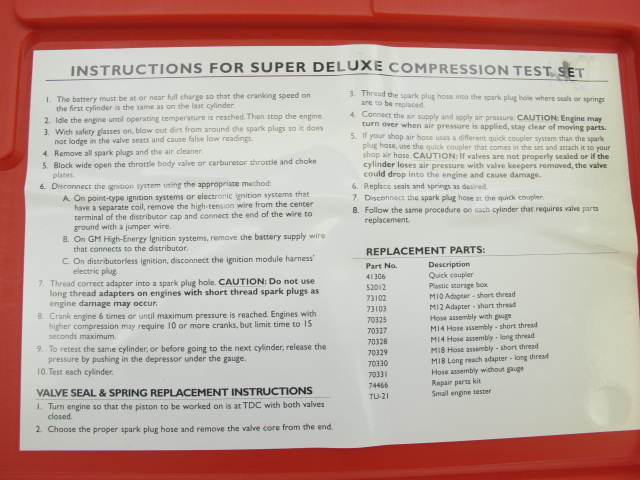 INSTRUCTIONS FOR SUPER DELUXE COMPRESSION TEST SET
1. The battery must be at or near full charge so that the cranking speed on
the first cylinder is the same as on the last cylinder.
2. Idle the engine until operating temperature is reached. Then stop the engine.
3. With safety glasses on, blow out dirt from around the spark plugs so it does
not lodge in the valve seats and cause false low readings.
4. Remove all spark plugs and the air cleaner.
5. Block wide open the throttle body valve or carburetor throttle and choke
plates.
6. Disconnect the ignition system using the appropriate method:
A. On point-type ignition systems or electronic ignition systems that
have a separate coil, remove the high-tension wire from the center
terminal of the distributor cap and connect the end of the wire to
ground with a jumper wire.
B. On GM High-Energy Ignition systems, remove the battery supply wire
that connects to the distributor.
C. On distributorless ignition, disconnect the ignition module harness'
electric plug.
7. Thread correct adapter into a spark plug hole. CAUTION: Do not use
long thread adapters on engines with short thread spark plugs as
engine damage may occur.
8. Crank engine 6 times or until maximum pressure is reached. Engines with
higher compression may require 10 or more cranks, but limit time to 15
seconds maximum.
9. To retest the same cylinder, or before going to the next cylinder, release the
pressure by pushing in the depressor under the gauge.
10. Test each cylinder.
VALVE SEAL & SPRING REPLACEMENT INSTRUCTIONS
1. Turn engine so that the piston to be worked on is at TDC with both valves
closed.
2. Choose the proper spark plug hose and remove the valve core from the end.
3. Thread the spark plug hose into the spark plug hole where seals or springs
are to be replaced.
4. Connect the air supply and apply air pressure. CAUTION: Engine may
turn over when air pressure is applied, stay clear of moving parts.
5. If your shop air hose uses a different quick coupler system than the spark
plug hose, use the quick coupler that comes in the set and attach it to your
shop air hose. CAUTION: If valves are not properly sealed or if the
cylinder loses air pressure with valve keepers removed, the valve
could drop into the engine and cause damage.
6. Replace seals and springs as desired.
7. Disconnect the spark plug hose at the quick coupler.
8. Follow the same procedure on each cylinder that requires valve parts
replacement.
REPLACEMENT PARTS:
Part No. Description
41306 Quick coupler
52012 Plastic storage box
73102 M10 Adapter - short thread
73103 M12 Adapter - short thread
70325 Hose assembly with gauge
70327 M14 Hose assembly - short thread
70328 M14 Hose assembly - long thread
70329 M18 Hose assembly - short thread
70330 M18 Long reach adapter - long thread
70331 Hose assembly without gauge
74466 Repair parts kit
TU-21 Small engine tester